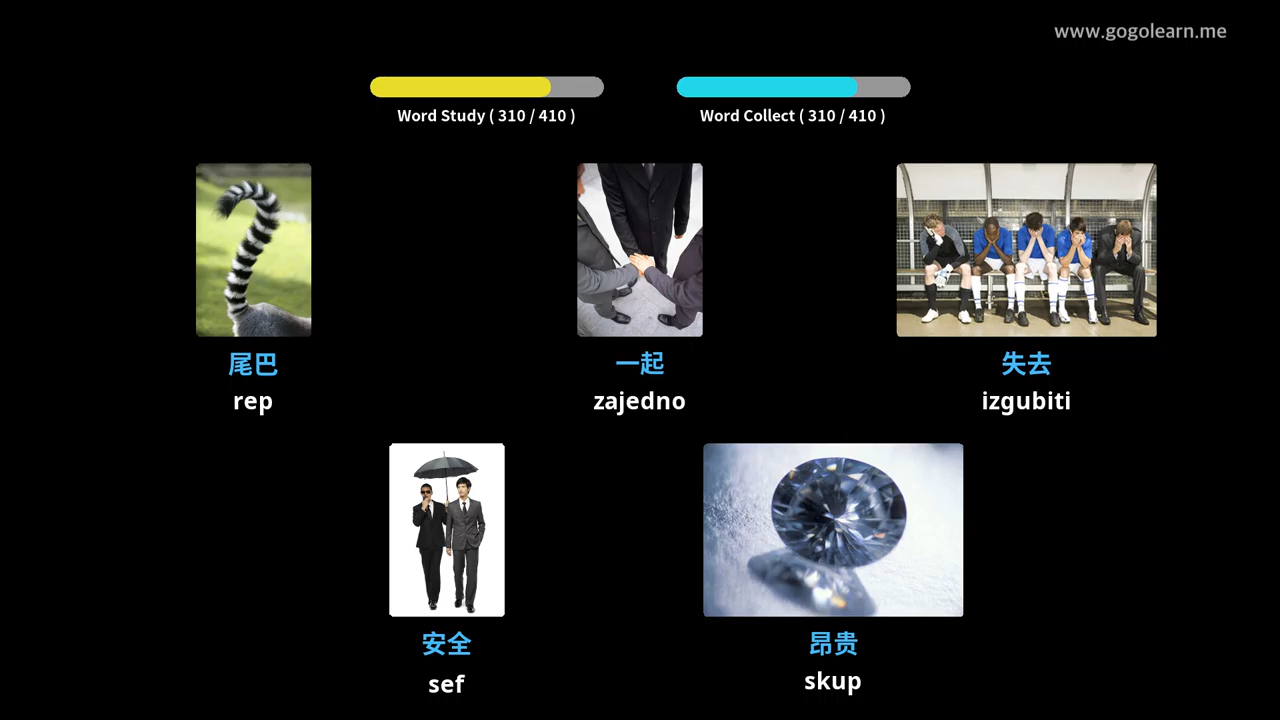 www.gogolearn.me
Word Study ( 310 / 410 )
Word Collect ( 310 / 410 )
尾巴
rep
一起
zajedno
失去
izgubiti
安全
sef
昂贵
skup